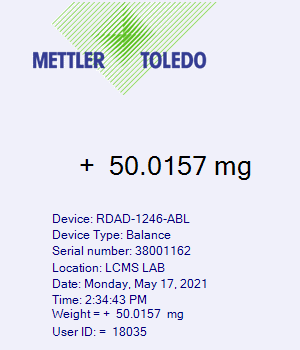 METTLER TOLEDO
+ 50.0157 mg
Device: RDAD-1246-ABL
Device Type: Balance
Serial number: 38001162
Location: LCMS LAB
Date: Monday, May 17, 2021
Time: 2:34:43 PM
Weight = + 50.0157 mg
User ID: = 18035